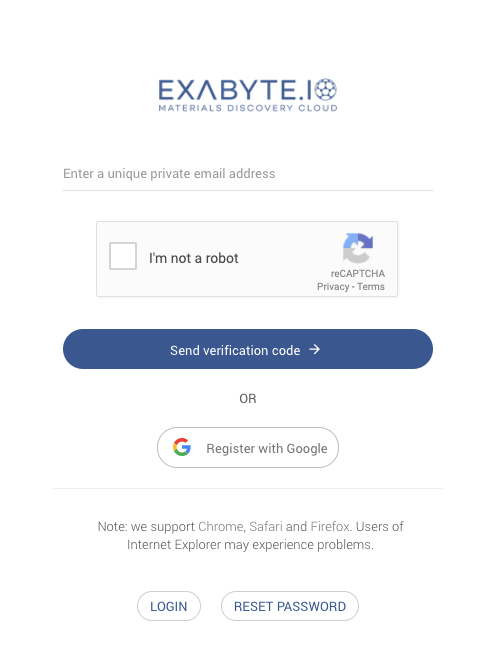 EXABYTE.IO
MATERIALS DISCOVERY CLOUD
Enter a unique private email address
I'm not a robot
reCAPTCHA
Privacy - Terms
Send verification code →
OR
Register with Google
Note: we support Chrome, Safari and Firefox. Users of
Internet Explorer may experience problems.
LOGIN RESET PASSWORD